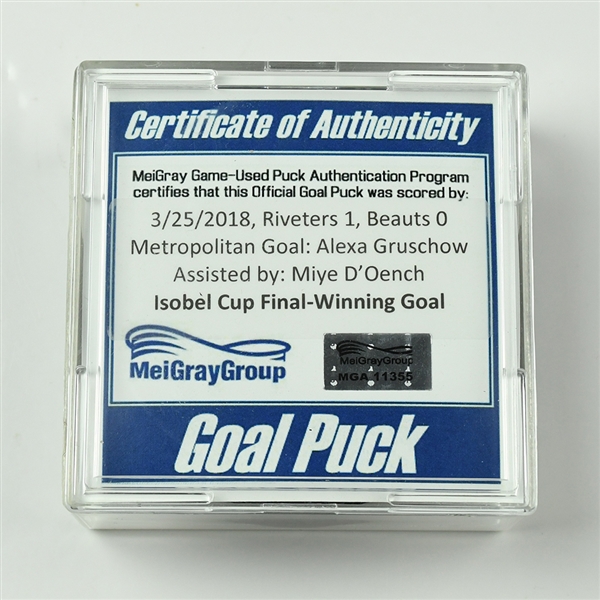 Certificate of Authenticity
MeiGray Game-Used Puck Authentication Program
certifies that this Official Goal Puck was scored by:
3/25/2018, Riveters 1, Beauts 0
Metropolitan Goal: Alexa Gruschow
Assisted by: Miye D'Oench
Isobel Cup Final-Winning Goal
MeiGrayGroup
MeiGrayGroup
MGA 11355
Goal Puck